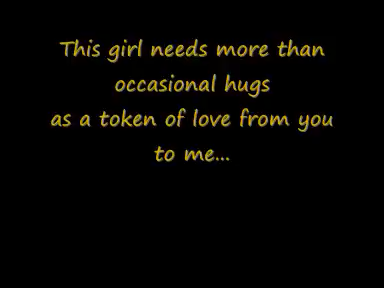 This girl needs more than
occasional hugs
as a token of love from you
to me...